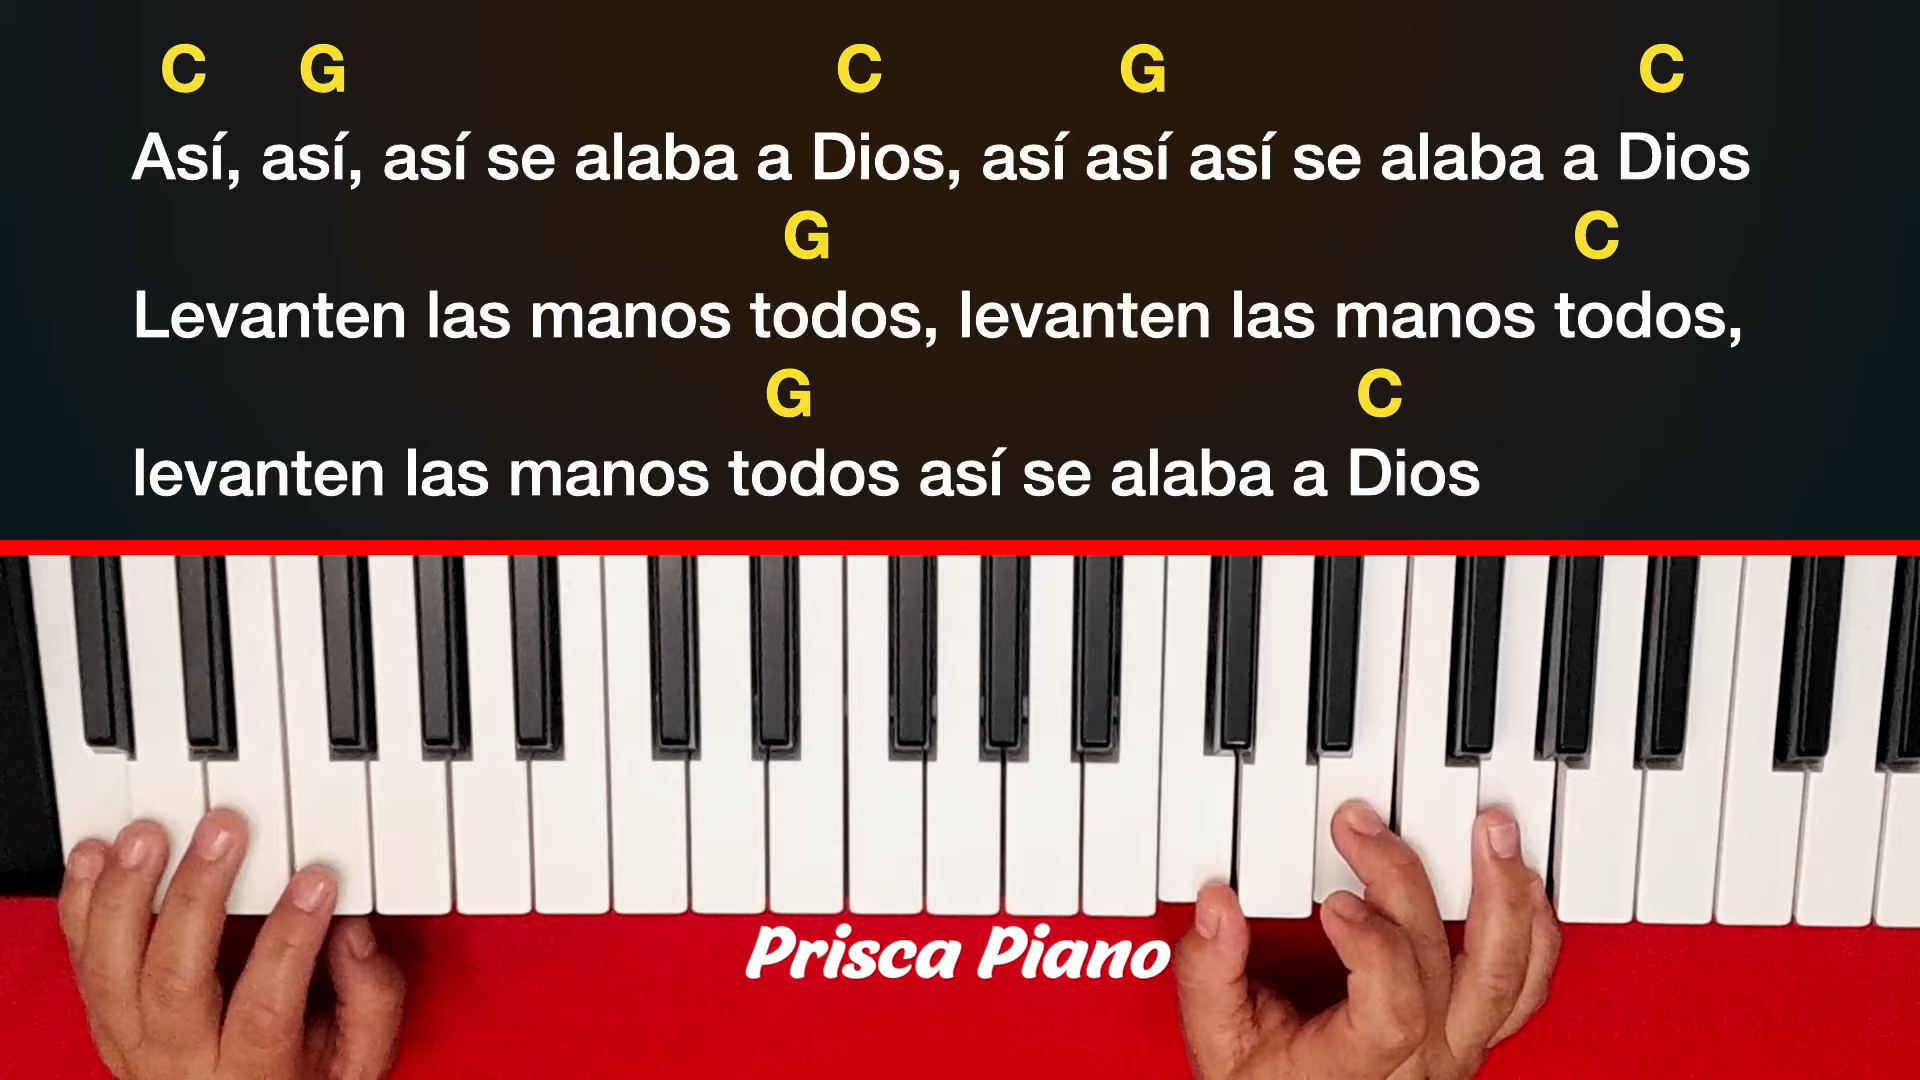 C G C G C
Así, así, así se alaba a Dios, así así así se alaba a Dios
G C
Levanten las manos todos, levanten las manos todos,
G C
levanten las manos todos así se alaba a Dios
Prisca Piano